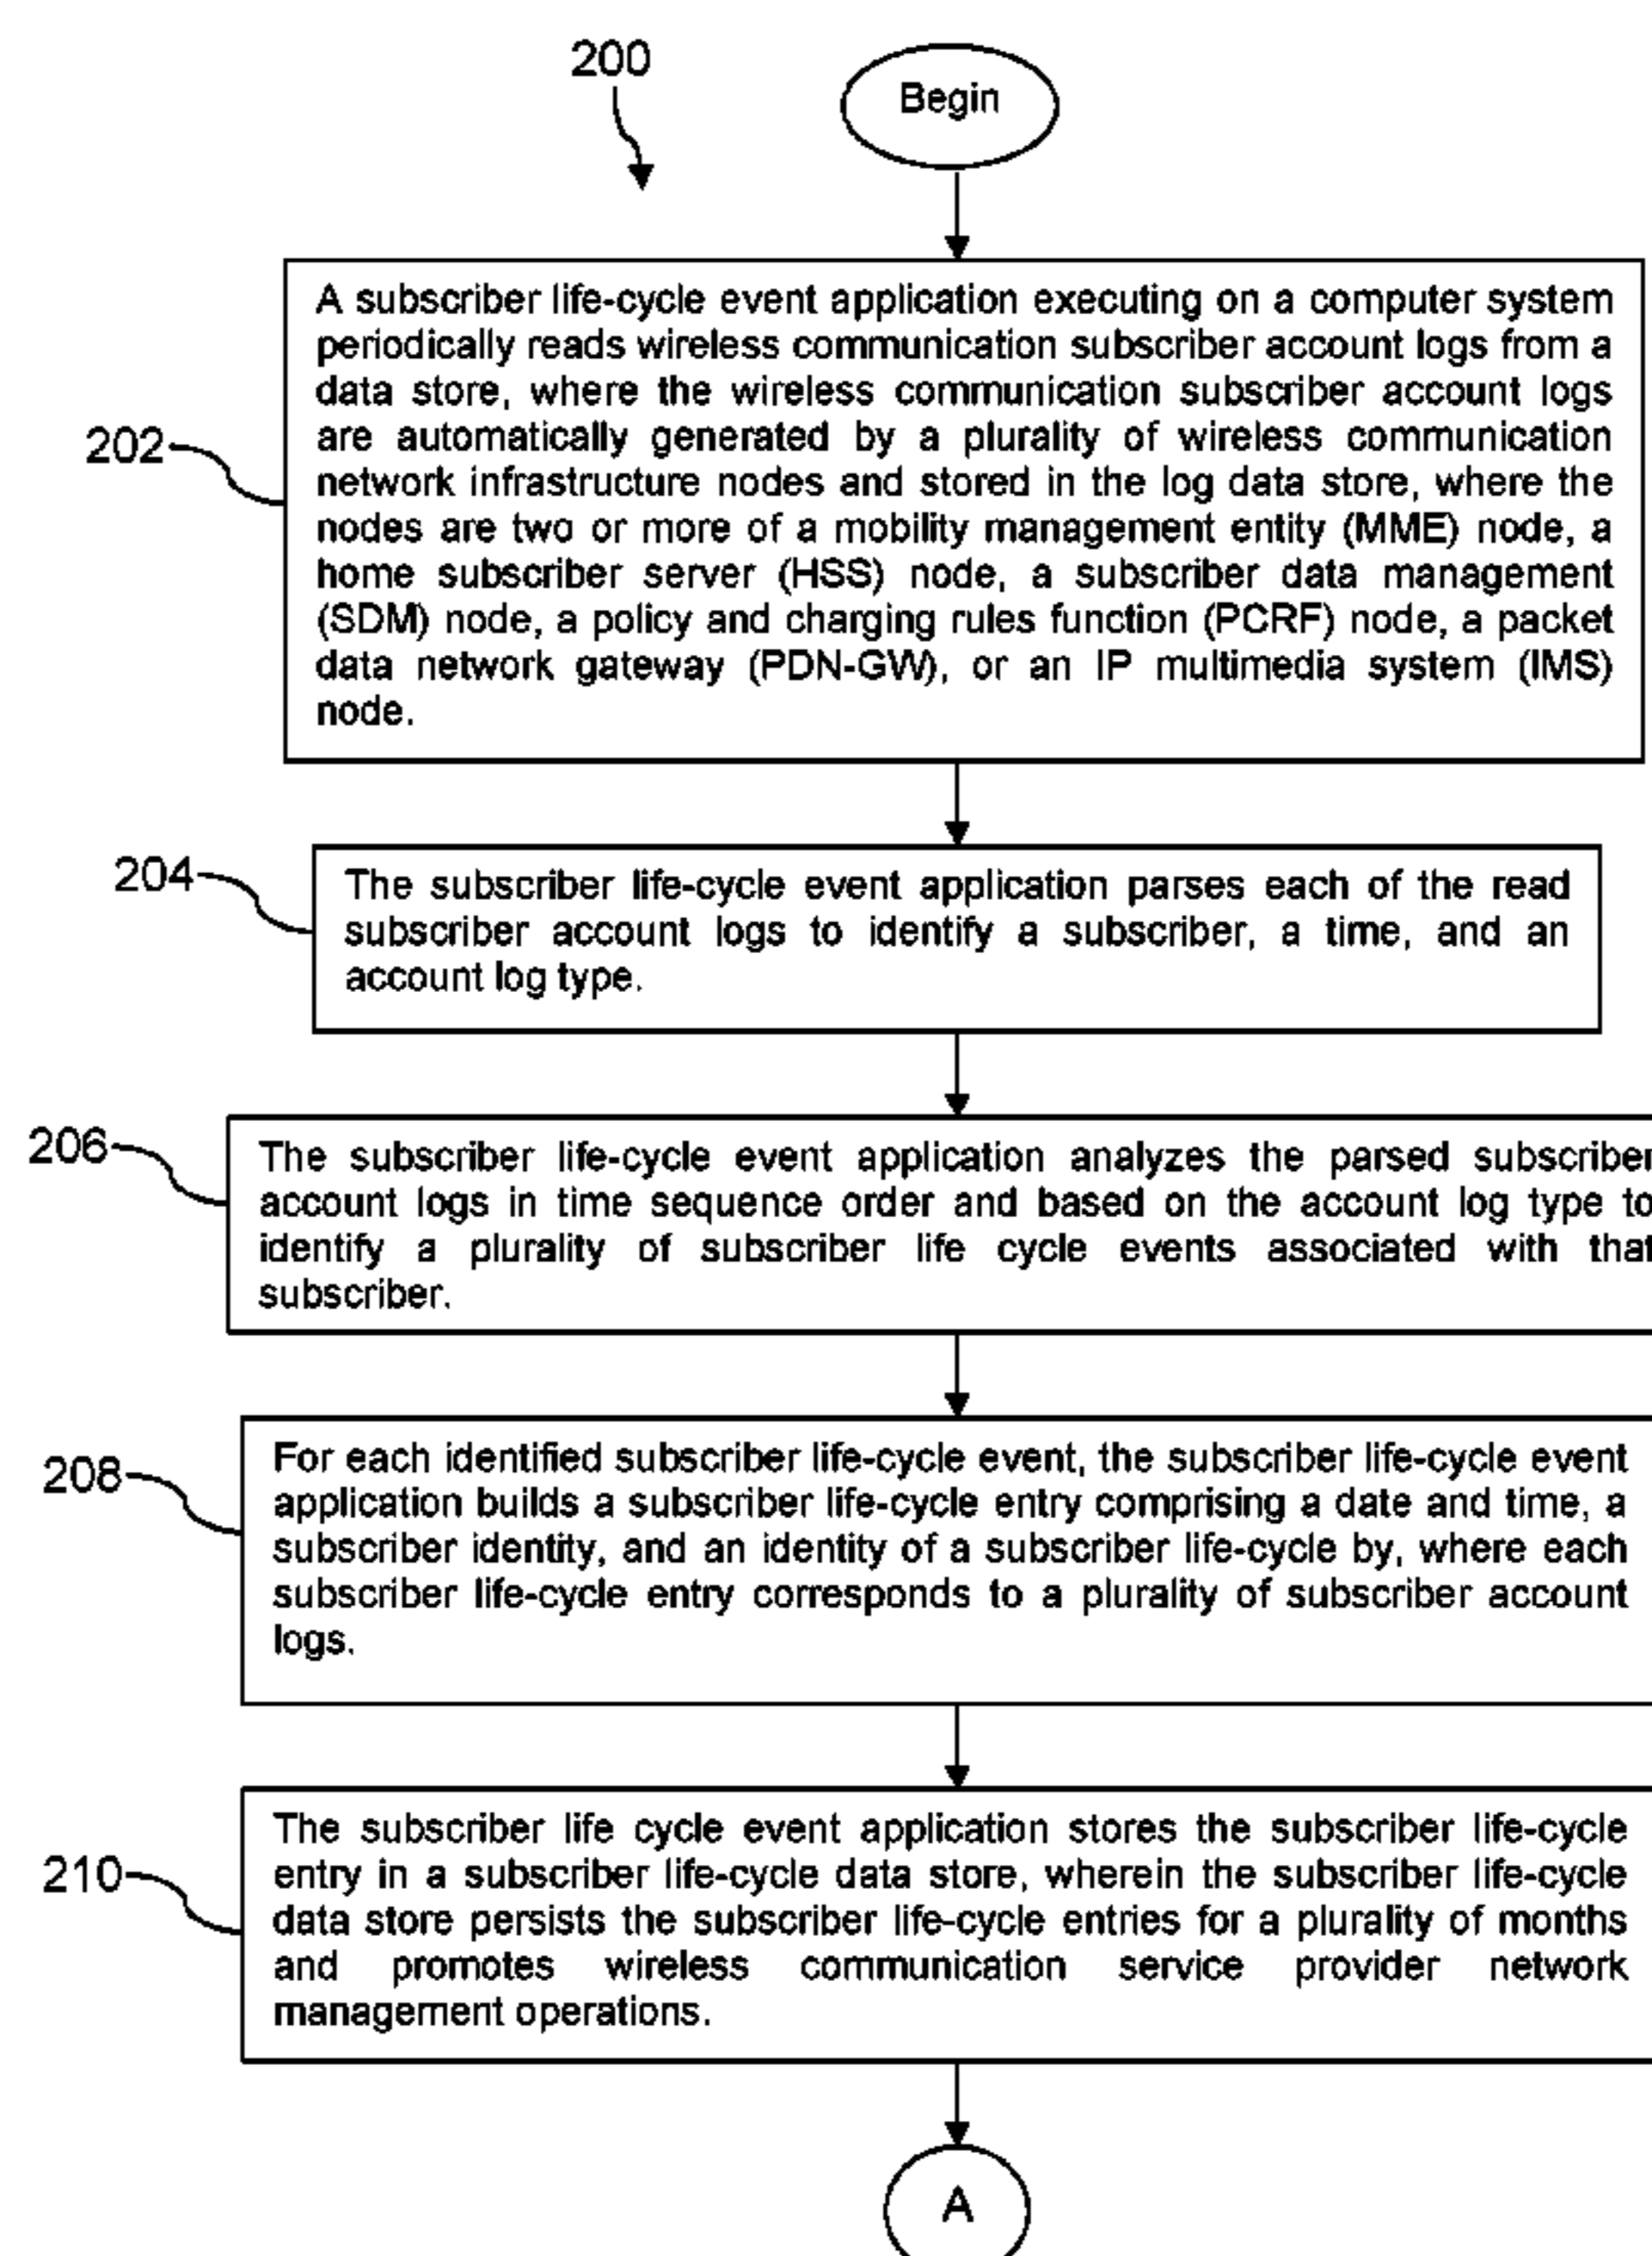 200
Begin
A subscriber life-cycle event application executing on a computer system
periodically reads wireless communication subscriber account logs from a
data store, where the wireless communication subscriber account logs
are automatically generated by a plurality of wireless communication
network infrastructure nodes and stored in the log data store, where the
nodes are two or more of a mobility management entity (MME) node, a
home subscriber server (HSS) node, a subscriber data management
(SDM) node, a policy and charging rules function (PCRF) node, a packet
data network gateway (PDN-GW), or an IP multimedia system (IMS)
node.
202
204
The subscriber life-cycle event application parses each of the read
subscriber account logs to identify a subscriber, a time, and an
account log type.
206
The subscriber life-cycle event application analyzes the parsed subscriber
account logs in time sequence order and based on the account log type to
identify a plurality of subscriber life cycle events associated with that
subscriber.
208
For each identified subscriber life-cycle event, the subscriber life-cycle event
application builds a subscriber life-cycle entry comprising a date and time, a
subscriber identity, and an identity of a subscriber life-cycle by, where each
subscriber life-cycle entry corresponds to a plurality of subscriber account
logs.
210
The subscriber life cycle event application stores the subscriber life-cycle
entry in a subscriber life-cycle data store, wherein the subscriber life-cycle
data store persists the subscriber life-cycle entries for a plurality of months
and promotes wireless communication service provider network
management operations.
A